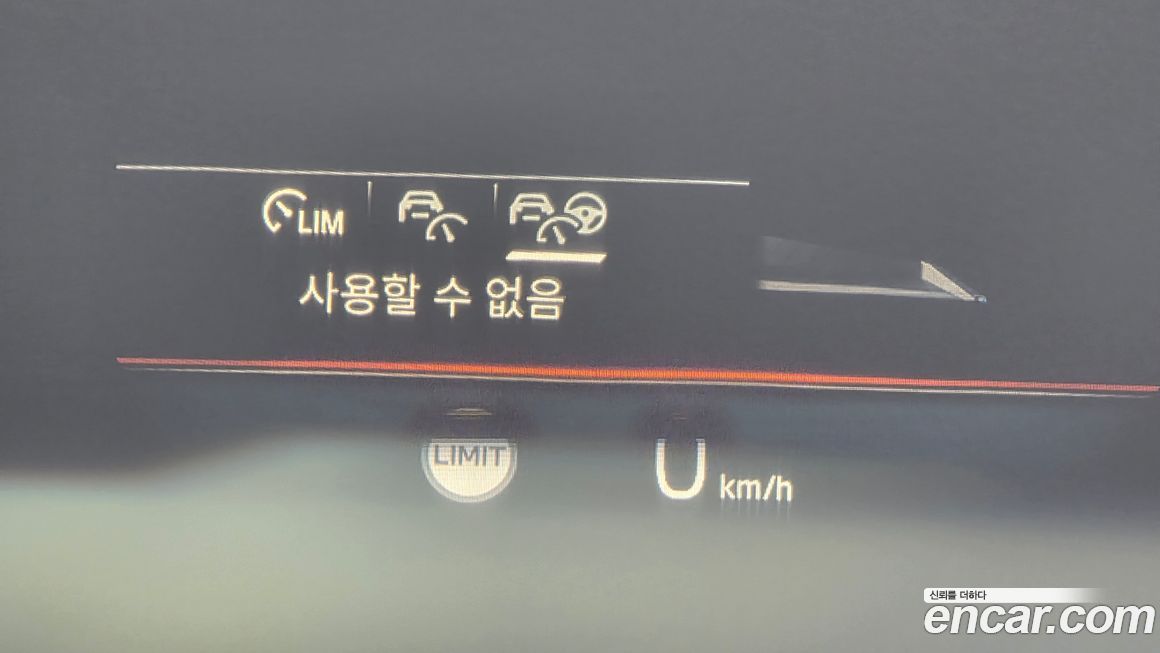 LIM
사용할 수 없음
LIMIT
0 km/h
신뢰를 더하다
encar.com